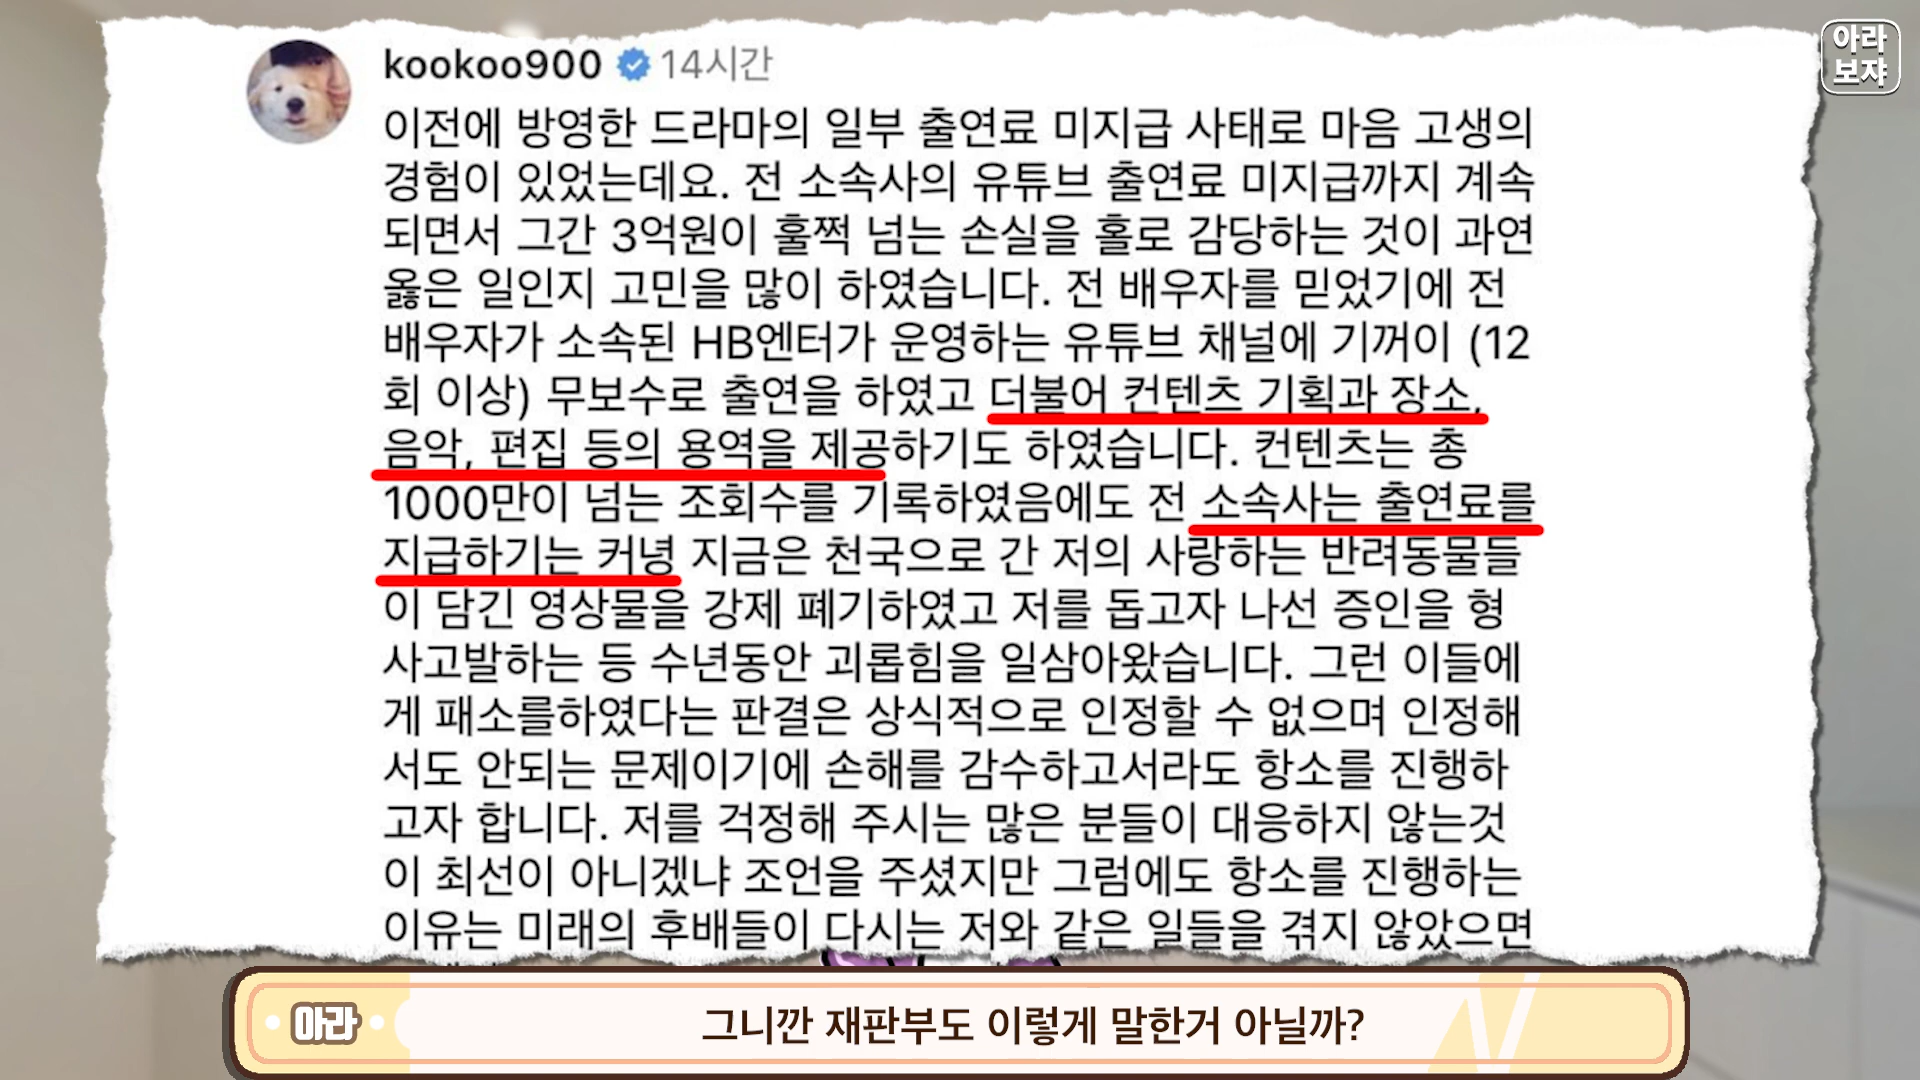 아라
보쟈
kookoo900 14시간
이전에 방영한 드라마의 일부 출연료 미지급 사태로 마음 고생의
경험이 있었는데요. 전 소속사의 유튜브 출연료 미지급까지 계속
되면서 그간 3억원이 훌쩍 넘는 손실을 홀로 감당하는 것이 과연
옳은 일인지 고민을 많이 하였습니다. 전 배우자를 믿었기에 전
배우자가 소속된 HB엔터가 운영하는 유튜브 채널에 기꺼이 (12
회 이상) 무보수로 출연을 하였고 더불어 컨텐츠 기획과 장소,
음악, 편집 등의 용역을 제공하기도 하였습니다. 컨텐츠는 총
1000만이 넘는 조회수를 기록하였음에도 전 소속사는 출연료를
지급하기는 커녕 지금은 천국으로 간 저의 사랑하는 반려동물들
이 담긴 영상물을 강제 폐기하였고 저를 돕고자 나선 증인을 형
사고발하는 등 수년동안 괴롭힘을 일삼아왔습니다. 그런 이들에
게 패소를하였다는 판결은 상식적으로 인정할 수 없으며 인정해
서도 안되는 문제이기에 손해를 감수하고서라도 항소를 진행하
고자 합니다. 저를 걱정해 주시는 많은 분들이 대응하지 않는것
이 최선이 아니겠냐 조언을 주셨지만 그럼에도 항소를 진행하는
이유는 미래의 후배들이 다시는 저와 같은 일들을 겪지 않았으면
아라
그니깐 재판부도 이렇게 말한거 아닐까?